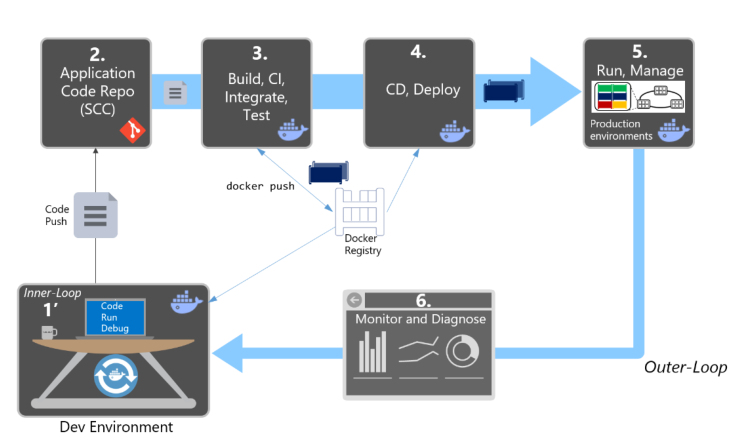 2.
Application
Code Repo
(SCC)
3.
Build, CI,
Integrate,
Test
4.
CD, Deploy
5.
Run, Manage
Production
environments
docker push
Code
Push
Docker
Registry
Inner-Loop
1’
Code
Run
Debug
Dev Environment
6.
Monitor and Diagnose
Outer-Loop